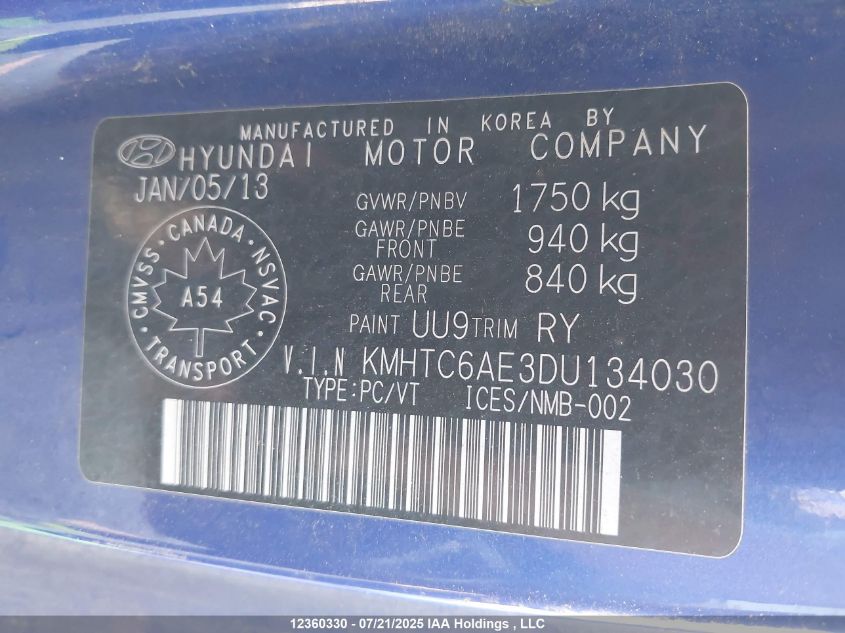 MANUFACTURED IN KOREA BY
HYUNDAI MOTOR COMPANY
JAN/05/13
GVWR/PNBV 1750 kg
GAWR/PNBE FRONT 940 kg
GAWR/PNBE REAR 840 kg
CMVSS · CANADA · NSVAC · TRANSPORT ·
A54
PAINT UU9 TRIM RY
V.I.N KMHTC6AE3DU134030
TYPE:PC/VT ICES/NMB-002
12360330 - 07/21/2025 IAA Holdings , LLC